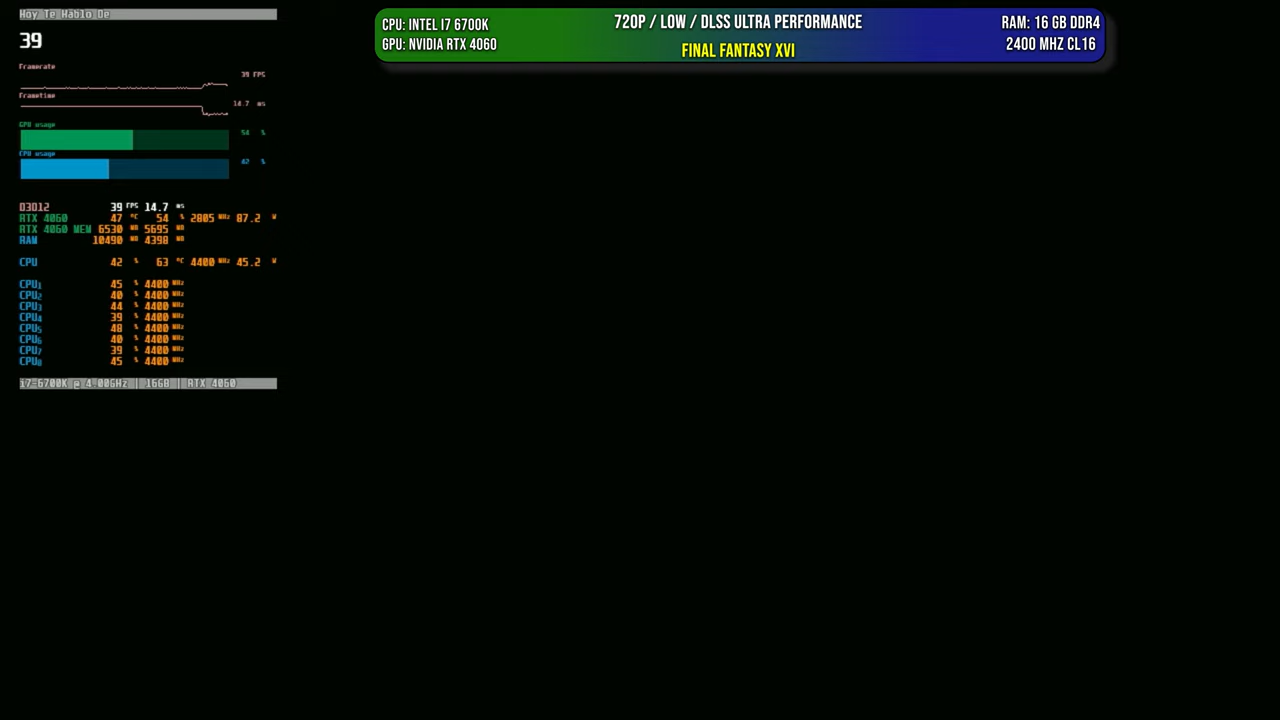 Hoy Te Hablo De
39
Framerate
39 FPS
Frametime
14.7 ms
GPU usage
54 %
CPU usage
42 %
D3D12 39 FPS 14.7 ms
RTX 4060 47 °C 54 % 2805 MHz 87.2 W
RTX 4060 MEM 6530 MB 5695 MB
RAM 10490 MB 4398 MB
CPU 42 % 63 °C 4400 MHz 45.2 W
CPU1 45 % 4400 MHz
CPU2 40 % 4400 MHz
CPU3 44 % 4400 MHz
CPU4 39 % 4400 MHz
CPU5 48 % 4400 MHz
CPU6 40 % 4400 MHz
CPU7 39 % 4400 MHz
CPU8 45 % 4400 MHz
i7-6700K @ 4.00GHz | 16GB | RTX 4060
CPU: INTEL I7 6700K
GPU: NVIDIA RTX 4060
720P / LOW / DLSS ULTRA PERFORMANCE
FINAL FANTASY XVI
RAM: 16 GB DDR4
2400 MHZ CL16